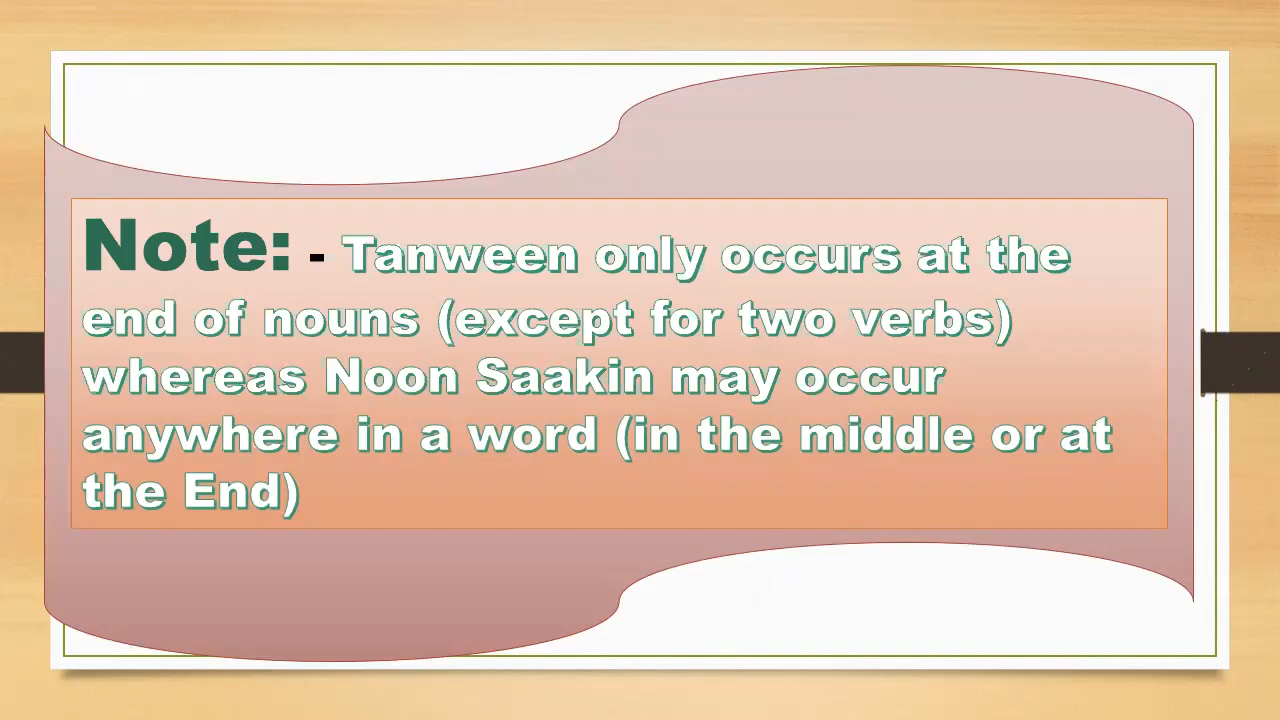 Note: - Tanween only occurs at the
end of nouns (except for two verbs)
whereas Noon Saakin may occur
anywhere in a word (in the middle or at
the End)